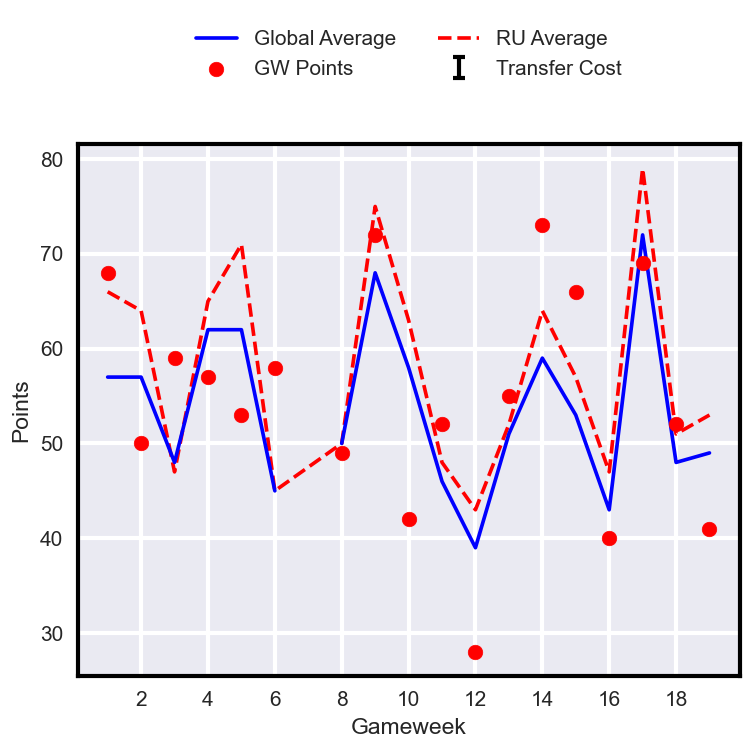 Global Average
RU Average
GW Points
Transfer Cost
80
70
60
50
40
30
Points
2 4 6 8 10 12 14 16 18
Gameweek